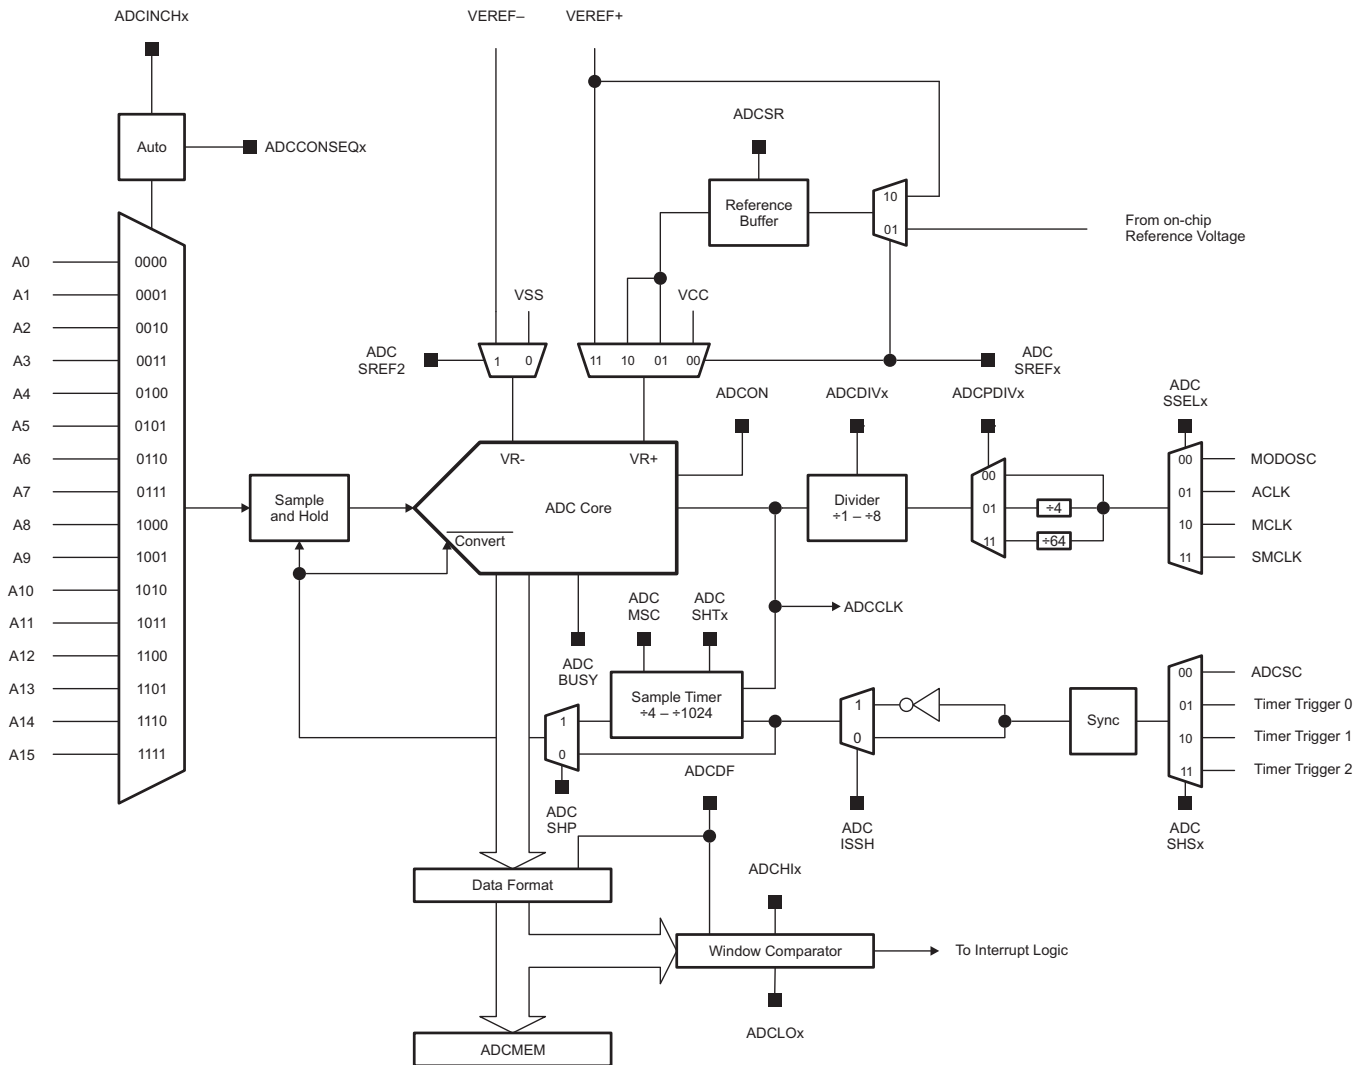 ADCINCHx
VEREF–
VEREF+
ADCSR
Auto
ADCCONSEQx
Reference
Buffer
10
01
From on-chip
Reference Voltage
A0
0000
A1
0001
A2
0010
A3
0011
A4
0100
A5
0101
A6
0110
A7
0111
A8
1000
A9
1001
A10
1010
A11
1011
A12
1100
A13
1101
A14
1110
A15
1111
VSS
VCC
ADC
SREF2
1
0
11
10
01
00
ADC
SREFx
ADCON
ADCDIVx
ADCPDIVx
ADC
SSELx
VR-
VR+
ADC Core
Convert
Sample
and Hold
Divider
÷1 – ÷8
00
01
11
÷4
÷64
00
MODOSC
01
ACLK
10
MCLK
11
SMCLK
ADCCLK
ADC
BUSY
ADC
MSC
ADC
SHTx
Sample Timer
÷4 – ÷1024
1
0
ADC
SHP
1
0
ADC
ISSH
Sync
00
ADCSC
01
Timer Trigger 0
10
Timer Trigger 1
11
Timer Trigger 2
ADC
SHSx
ADCDF
Data Format
ADCHIx
Window Comparator
To Interrupt Logic
ADCLOx
ADCMEM